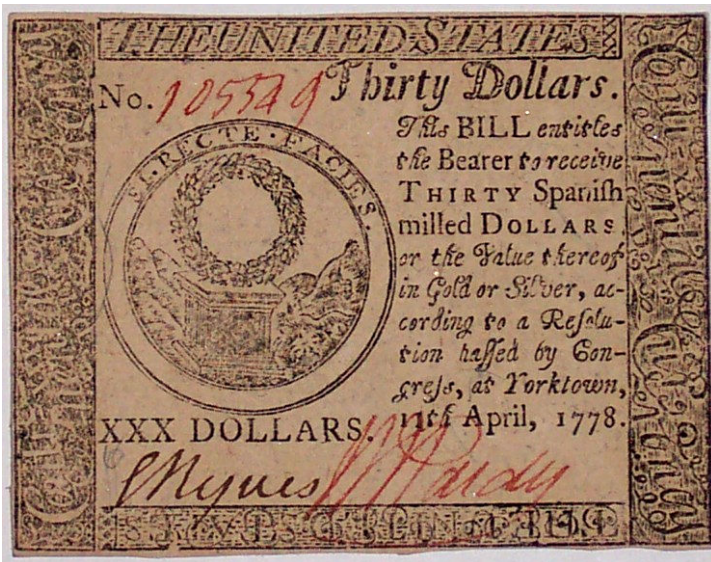 THE UNITED STATES
No. 105549 Thirty Dollars.
SI·RECTE·FACIES.
This BILL entitles
the Bearer to receive
THIRTY Spanish
milled DOLLARS,
or the Value thereof
in Gold or Silver, ac-
cording to a Resolu-
tion passed by Con-
gress, at Yorktown,
11th April, 1778.
XXX DOLLARS.